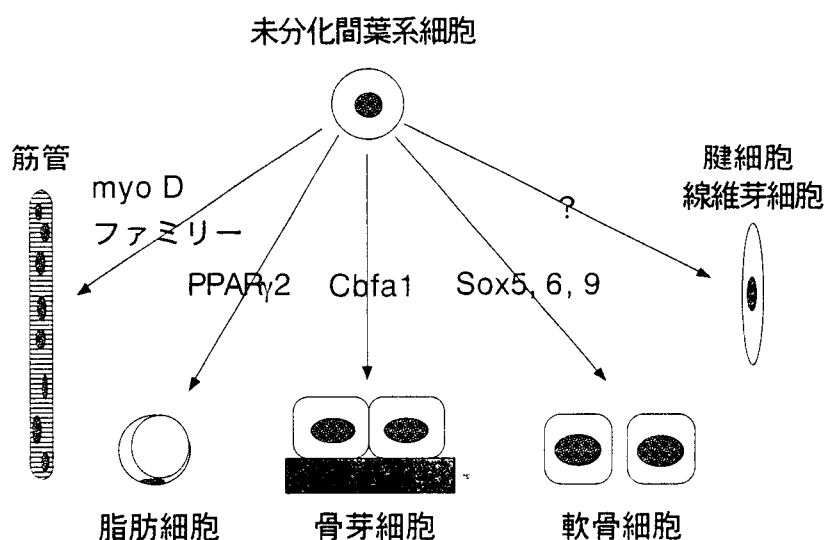 未分化間葉系細胞
筋管
腱細胞
線維芽細胞
myo D
ファミリー
?
PPARγ2
Cbfa1
Sox5, 6, 9
脂肪細胞
骨芽細胞
軟骨細胞